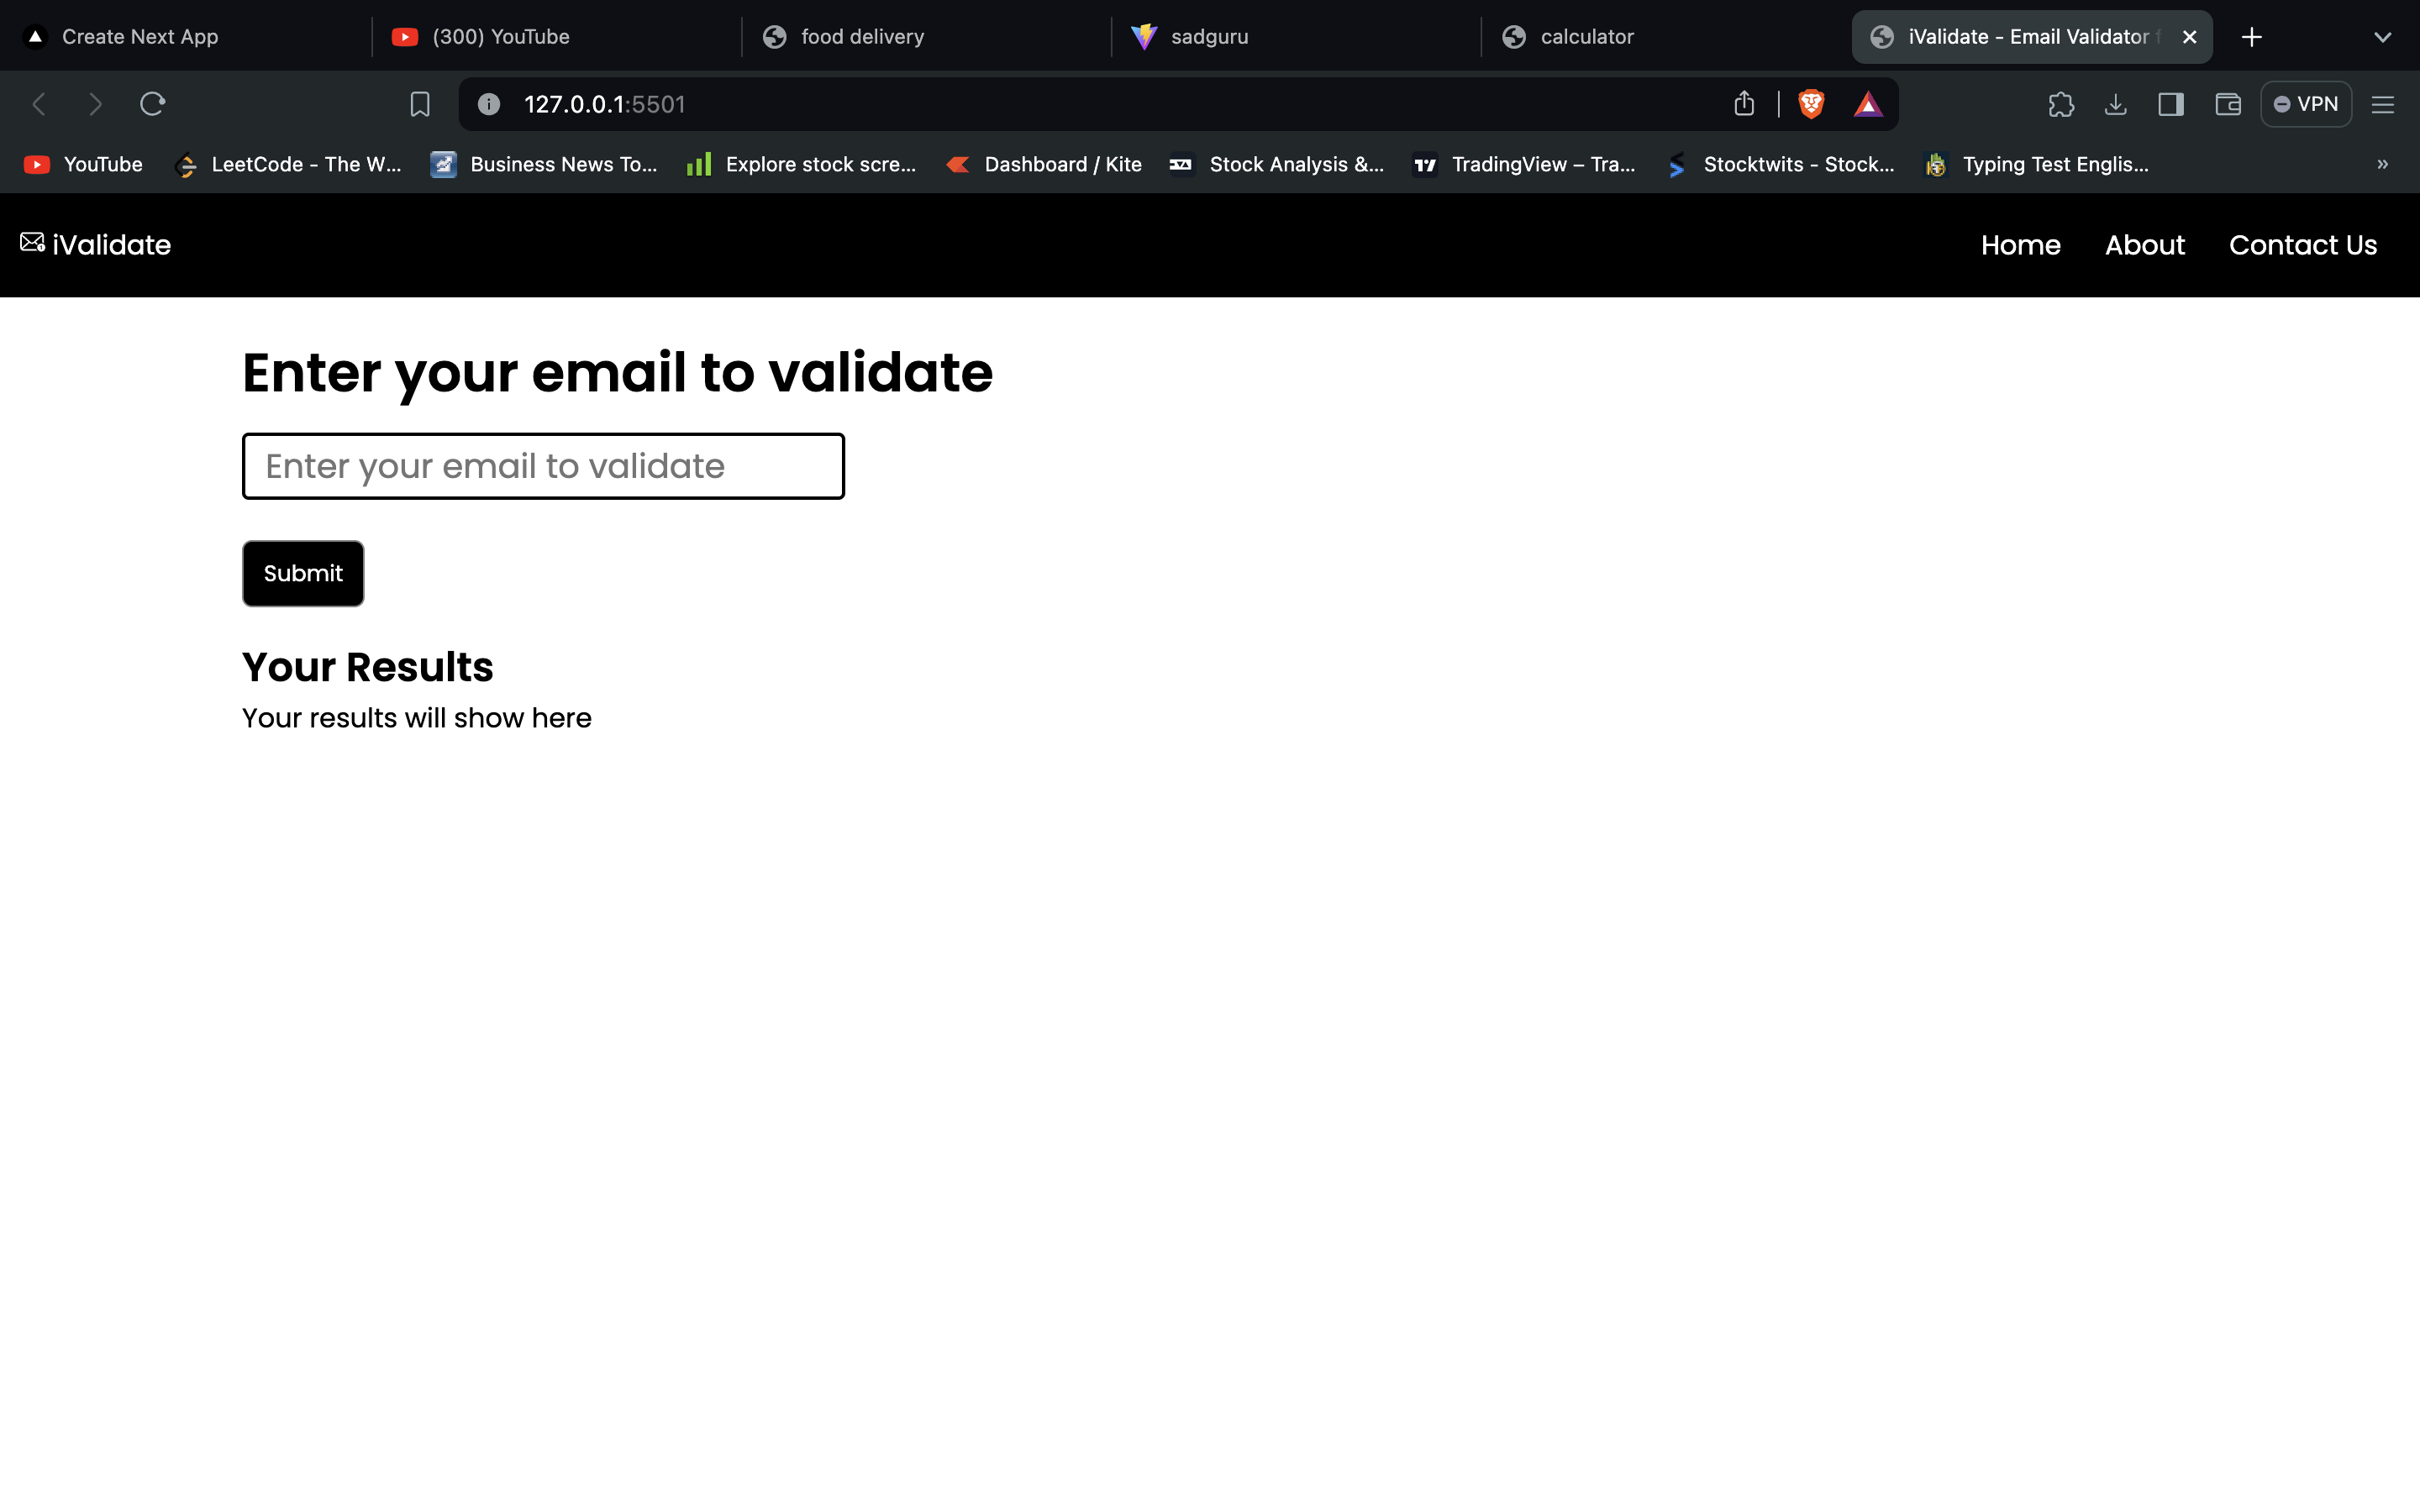 Create Next App
(300) YouTube
food delivery
sadguru
calculator
iValidate - Email Validator
127.0.0.1:5501
VPN
YouTube
LeetCode - The W...
Business News To...
Explore stock scre...
Dashboard / Kite
Stock Analysis &...
TradingView – Tra...
Stocktwits - Stock...
Typing Test Englis...
»
iValidate
Home
About
Contact Us
Enter your email to validate
Enter your email to validate
Submit
Your Results
Your results will show here